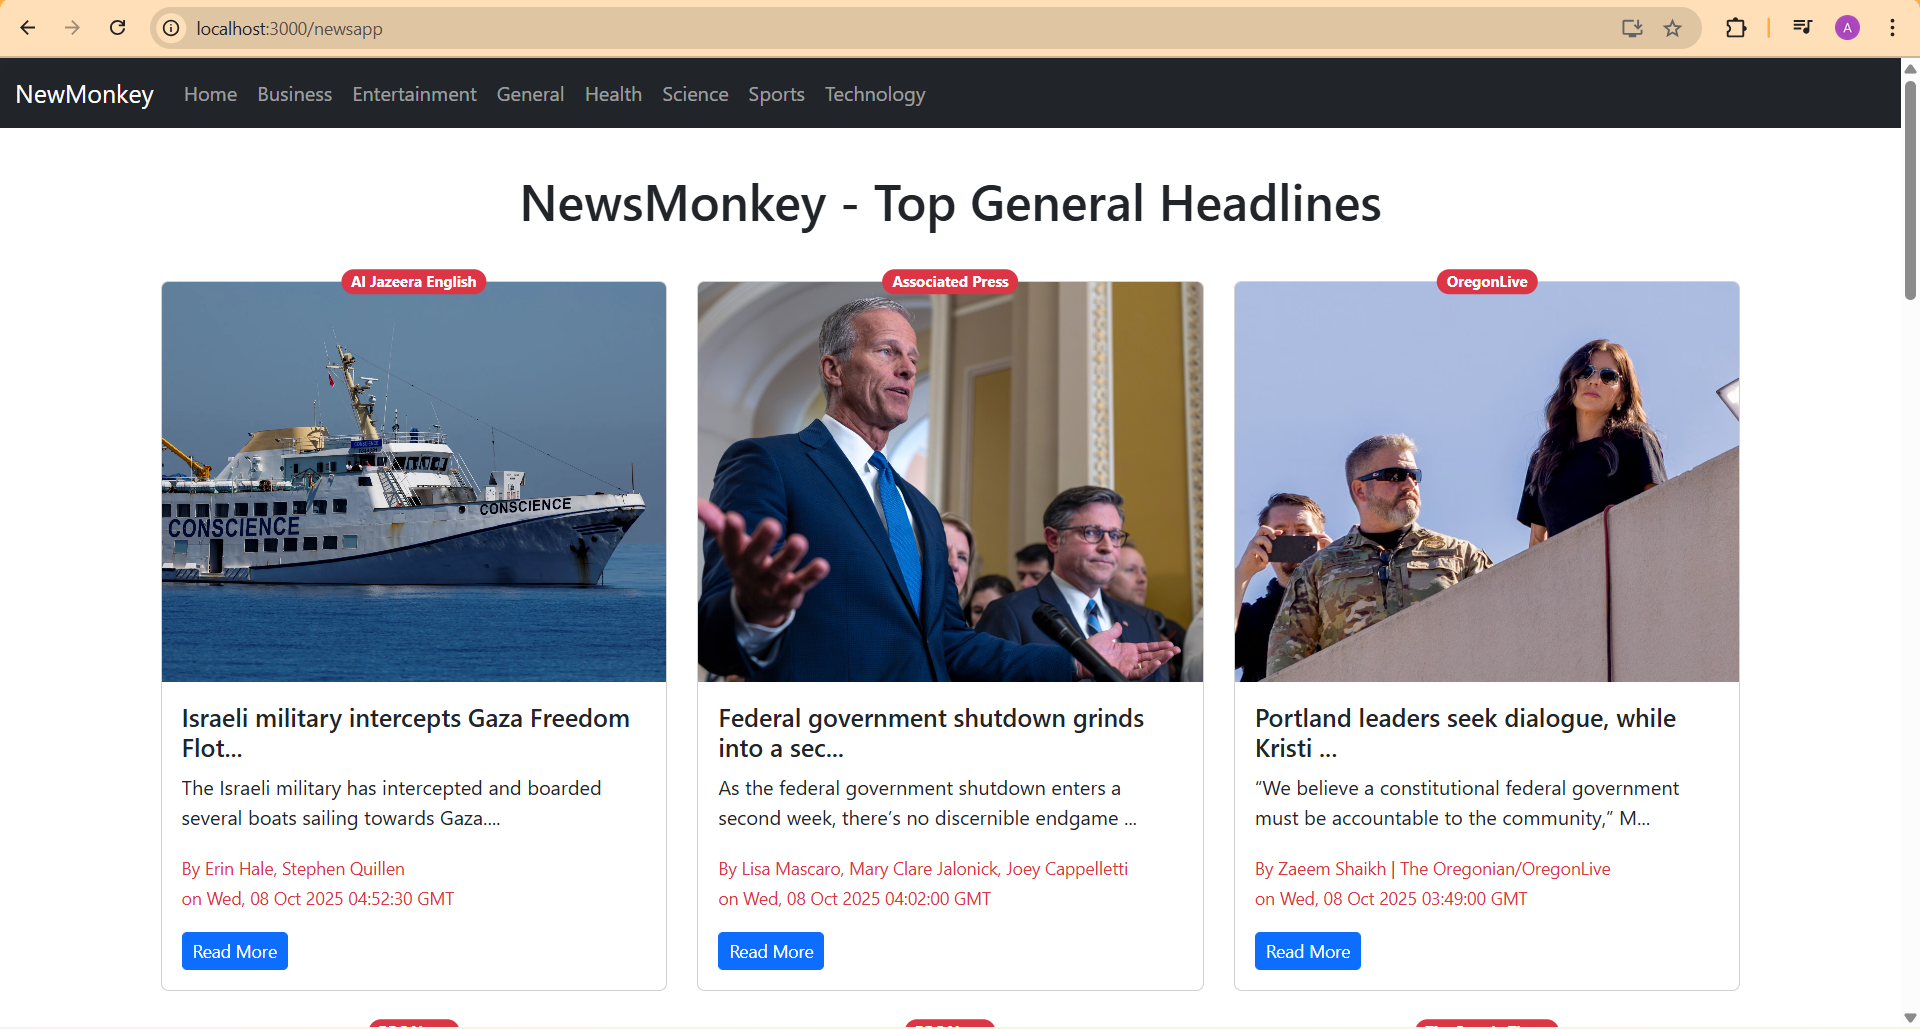 localhost:3000/newsapp
A
NewMonkey Home Business Entertainment General Health Science Sports Technology
NewsMonkey - Top General Headlines
Al Jazeera English
CONSCIENCE
CONSCIENCE
Israeli military intercepts Gaza Freedom
Flot...
The Israeli military has intercepted and boarded
several boats sailing towards Gaza....
By Erin Hale, Stephen Quillen
on Wed, 08 Oct 2025 04:52:30 GMT
Read More
Associated Press
Federal government shutdown grinds
into a sec...
As the federal government shutdown enters a
second week, there’s no discernible endgame ...
By Lisa Mascaro, Mary Clare Jalonick, Joey Cappelletti
on Wed, 08 Oct 2025 04:02:00 GMT
Read More
OregonLive
Portland leaders seek dialogue, while
Kristi ...
“We believe a constitutional federal government
must be accountable to the community,” M...
By Zaeem Shaikh | The Oregonian/OregonLive
on Wed, 08 Oct 2025 03:49:00 GMT
Read More